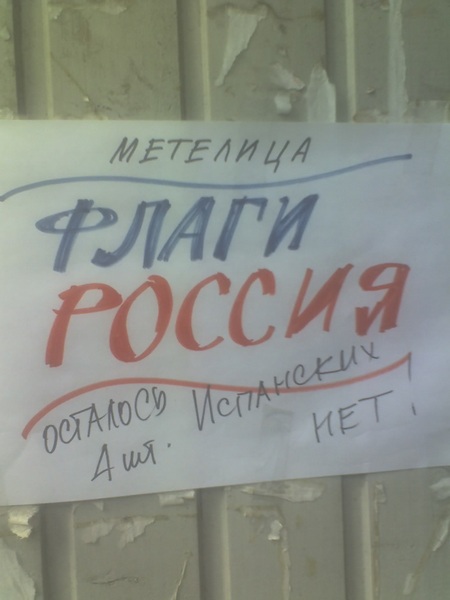 МЕТЕЛИЦА
ФЛАГИ
РОССИЯ
ОСТАЛОСЬ ИСПАНСКИХ
4 шт. НЕТ!